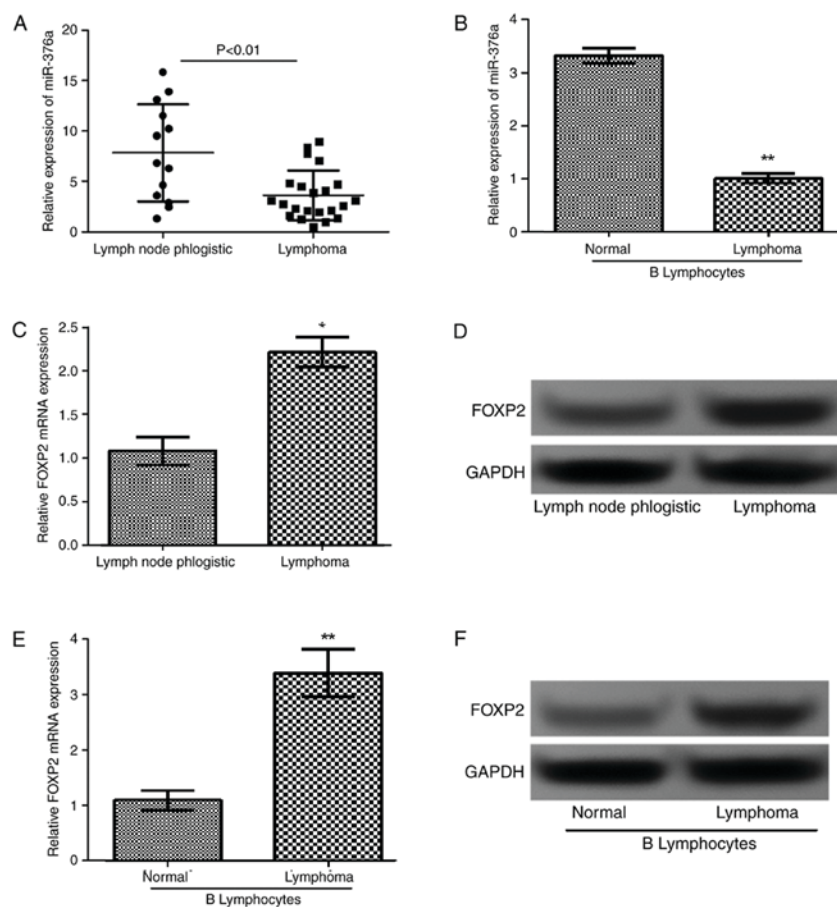 A
Relative expression of miR-376a
20
15
10
5
0
P<0.01
Lymph node phlogistic
Lymphoma
B
Relative expression of miR-376a
4
3
2
1
0
**
Normal
Lymphoma
B Lymphocytes
C
Relative FOXP2 mRNA expression
2.5
2.0
1.5
1.0
0.5
0.0
*
Lymph node phlogistic
Lymphoma
D
FOXP2
GAPDH
Lymph node phlogistic
Lymphoma
E
Relative FOXP2 mRNA expression
4
3
2
1
0
**
Normal
Lymphoma
B Lymphocytes
F
FOXP2
GAPDH
Normal
Lymphoma
B Lymphocytes